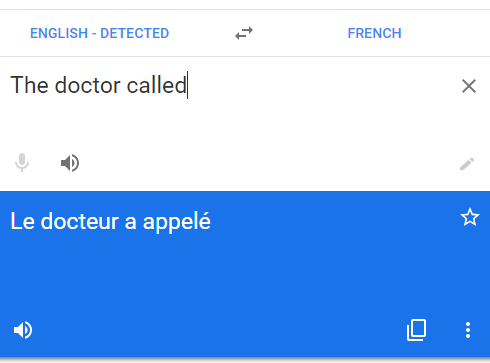 ENGLISH - DETECTED FRENCH
The doctor called
Le docteur a appelé